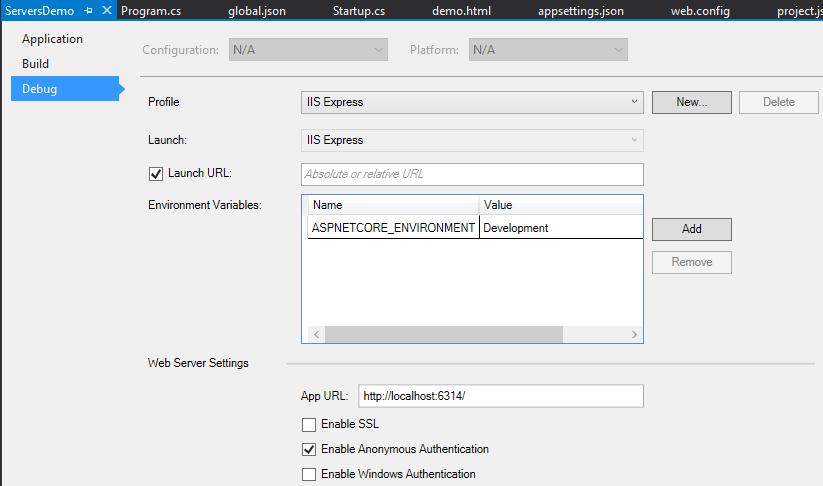 ServersDemo Program.cs global.json Startup.cs demo.html appsettings.json web.config project.js
Application
Build
Debug
Configuration: N/A Platform: N/A
Profile IIS Express New... Delete
Launch: IIS Express
Launch URL: Absolute or relative URL
Environment Variables: Name Value
ASPNETCORE_ENVIRONMENT Development
Add
Remove
Web Server Settings
App URL: http://localhost:6314/
Enable SSL
Enable Anonymous Authentication
Enable Windows Authentication